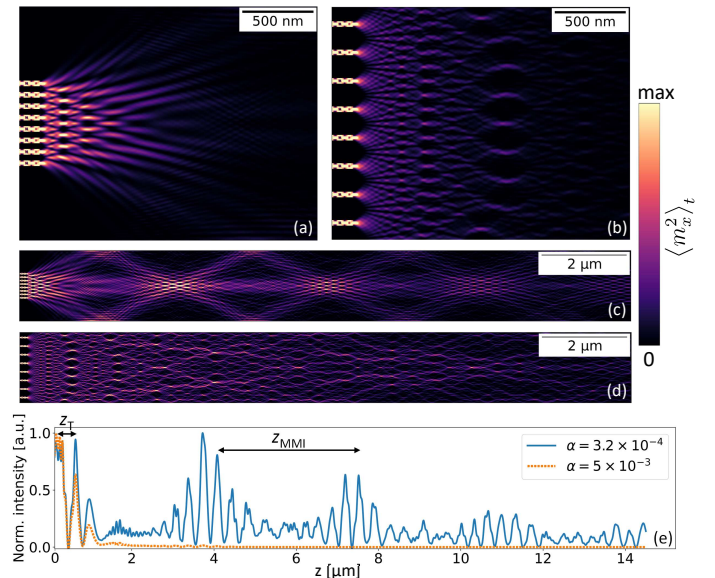 500 nm
500 nm
(a)
(b)
max
⟨m_x^2⟩_t
0
2 μm
(c)
2 μm
(d)
z_T
z_MMI
α = 3.2 × 10^-4
α = 5 × 10^-3
Norm. intensity [a.u.]
1.0
0.5
0.0
(e)
0 2 4 6 8 10 12 14
z [μm]